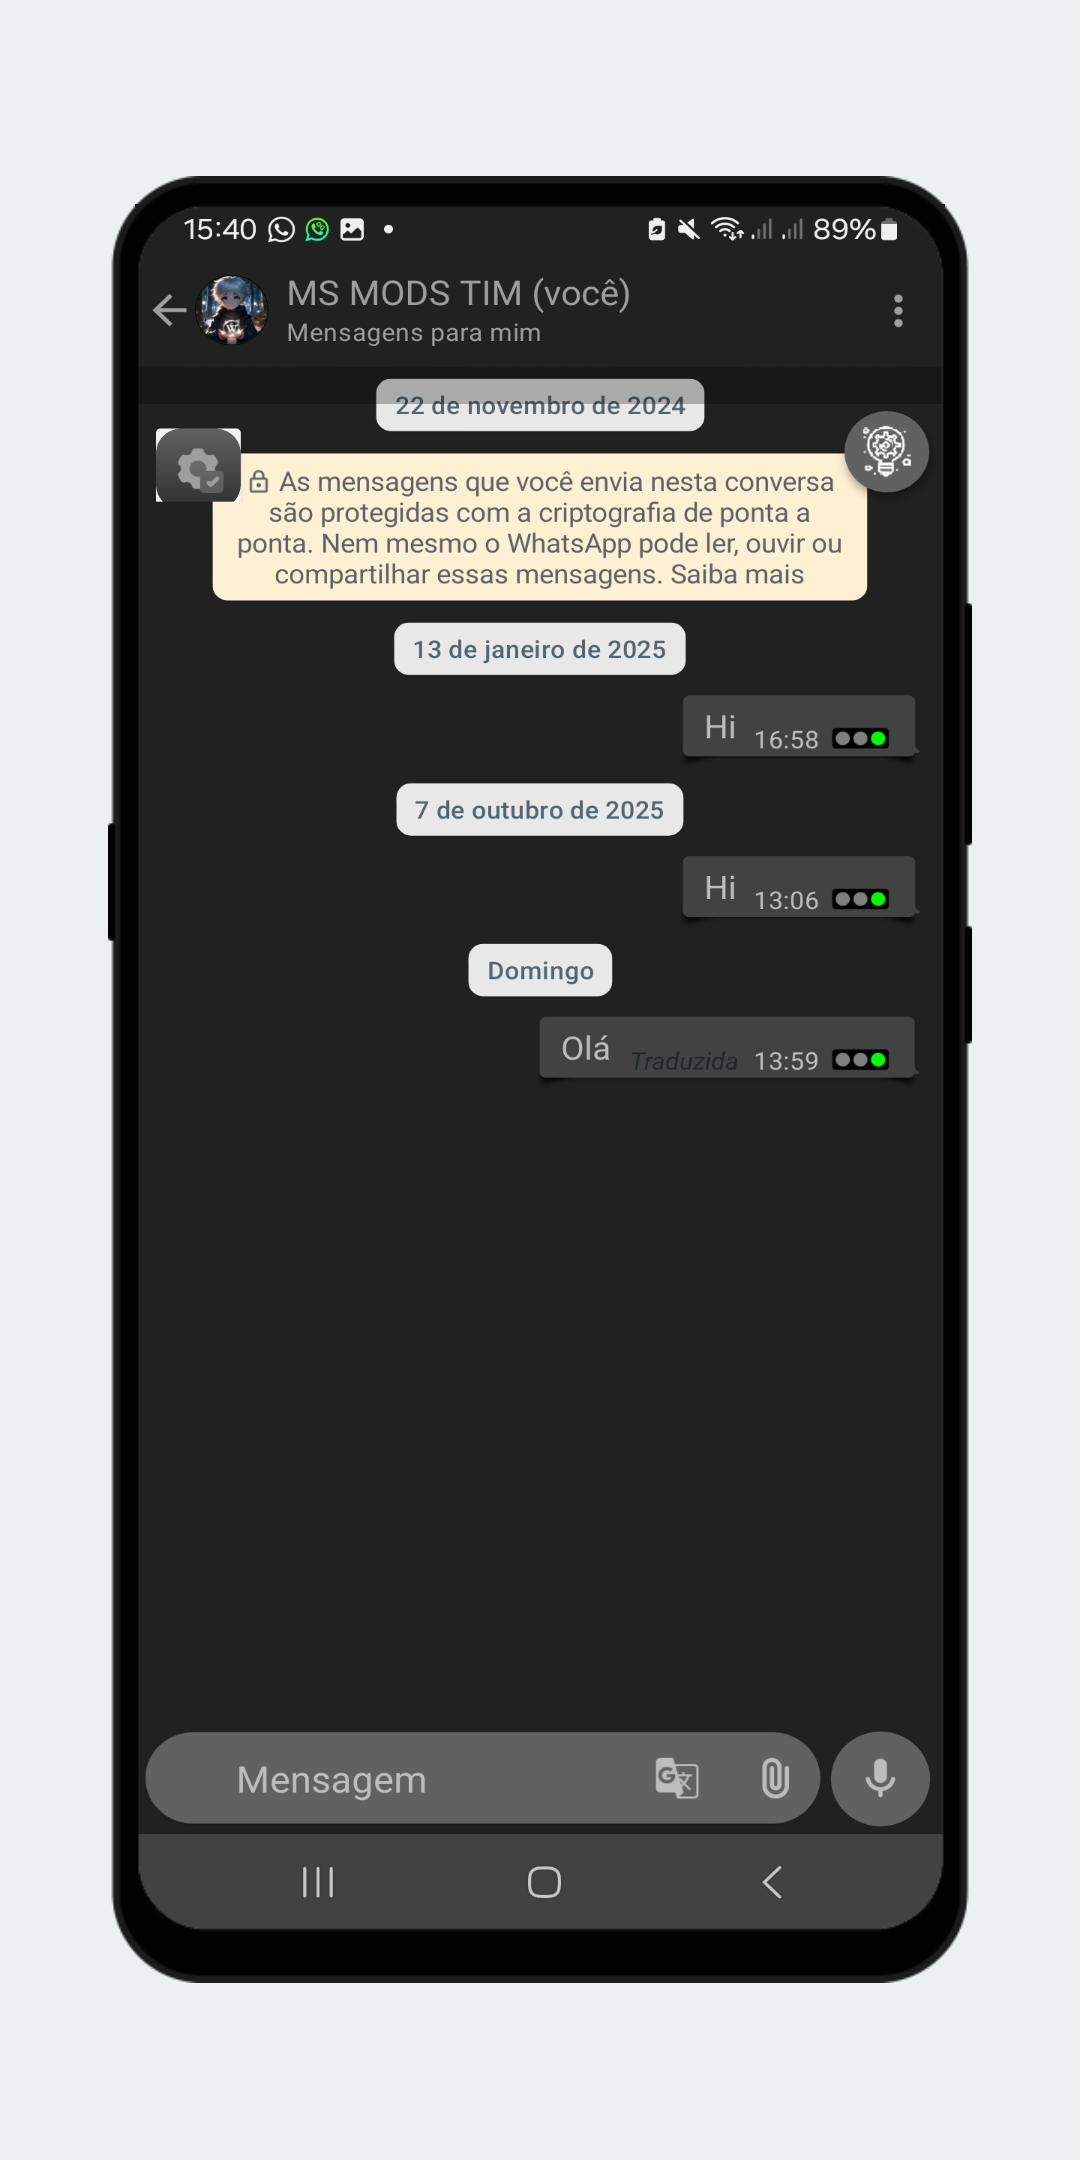 15:40
89%
MS MODS TIM (você)
Mensagens para mim
22 de novembro de 2024
As mensagens que você envia nesta conversa
são protegidas com a criptografia de ponta a
ponta. Nem mesmo o WhatsApp pode ler, ouvir ou
compartilhar essas mensagens. Saiba mais
13 de janeiro de 2025
Hi 16:58
7 de outubro de 2025
Hi 13:06
Domingo
Olá Traduzida 13:59
Mensagem